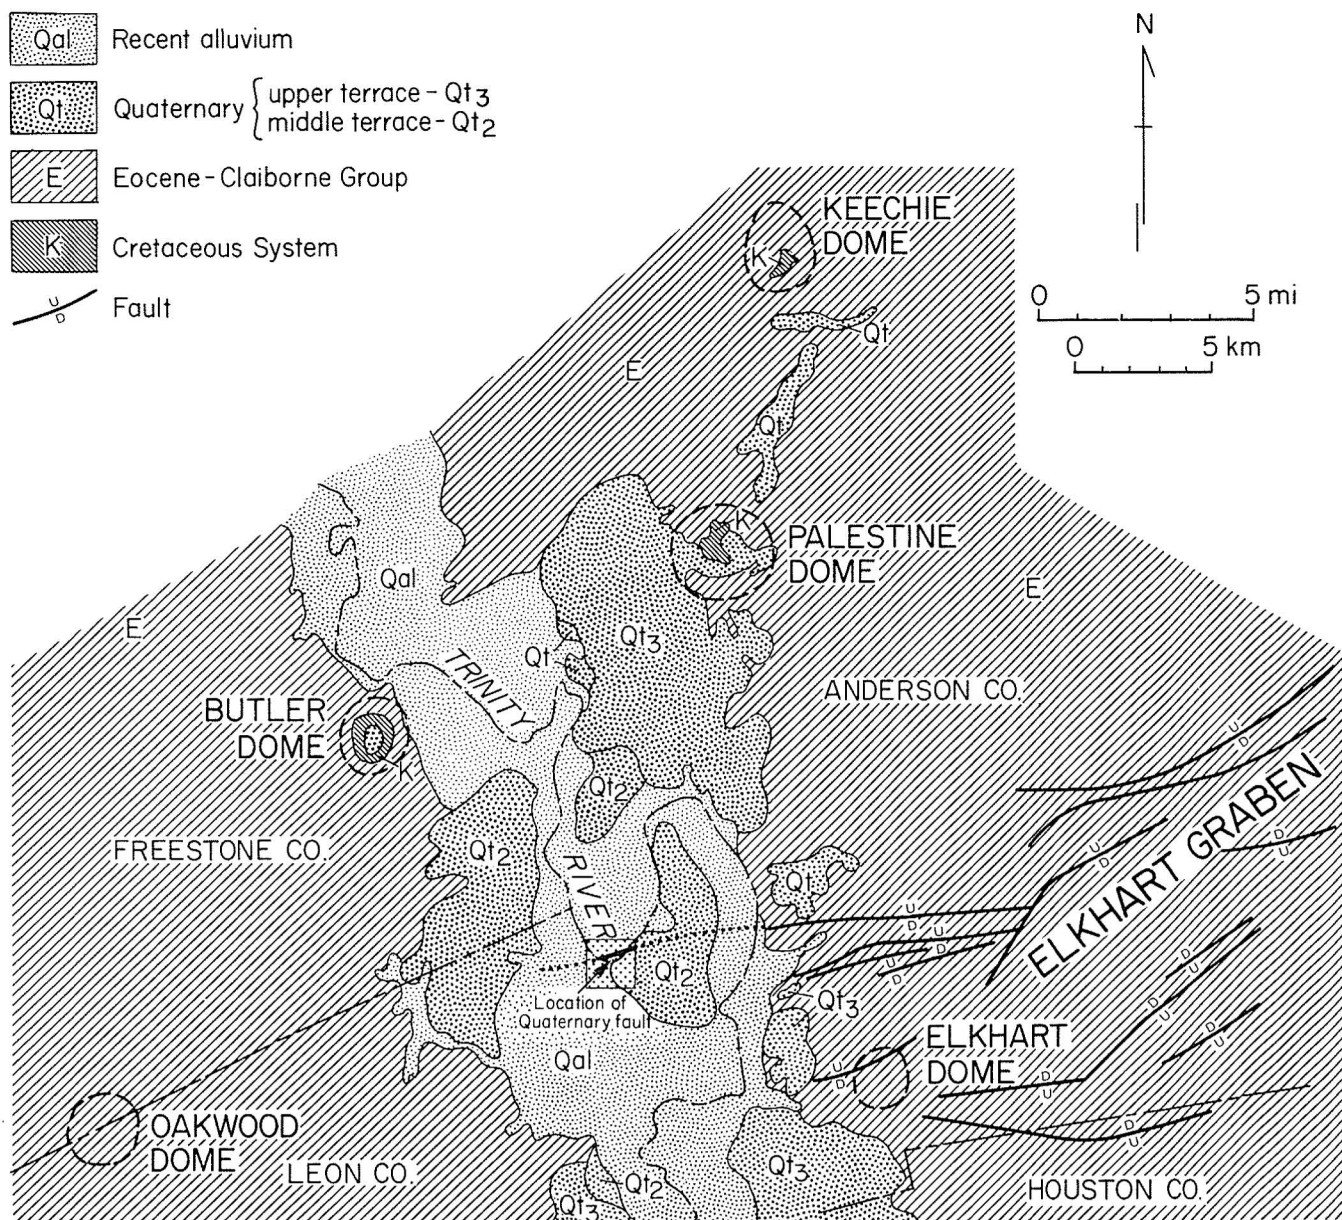 Qal Recent alluvium
Qt Quaternary { upper terrace - Qt3
middle terrace - Qt2
E Eocene - Claiborne Group
K Cretaceous System
U
D
Fault
N
0 5 mi
0 5 km
KEECHIE
DOME
K
Qt
E
Qt
K
PALESTINE
DOME
Qal
E
E
Qt3
Qt
TRINITY
ANDERSON CO.
BUTLER
DOME
K
U
D
Qt2
FREESTONE CO.
Qt2
RIVER
Qt
U
D
D
U
ELKHART GRABEN
U
D
U
D
U
D
U
D
D
U
Qt2
Location of
Quaternary fault
Qt3
D
U
D
U
Qal
ELKHART
DOME
U
D
D
U
D
U
OAKWOOD
DOME
LEON CO.
Qt3
Qt2
Qt3
HOUSTON CO.